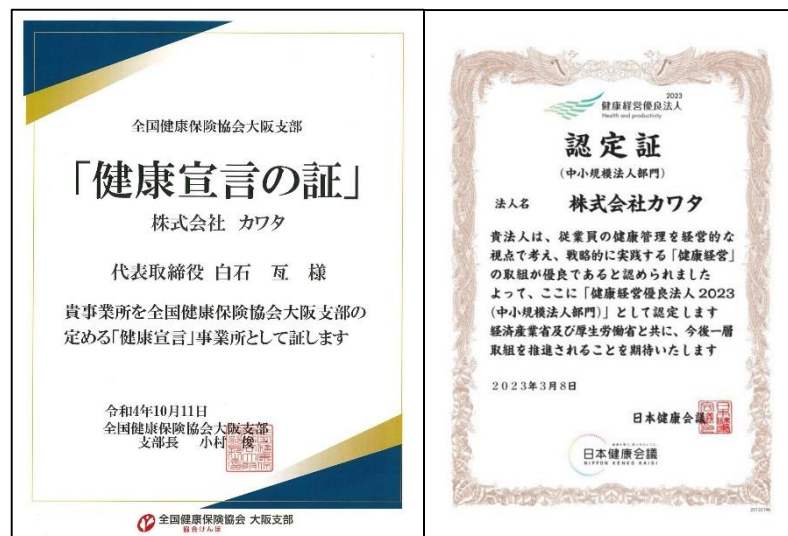 全国健康保険協会大阪支部
「健康宣言の証」
株式会社 カワタ
代表取締役 白石 亙 様
貴事業所を全国健康保険協会大阪支部の
定める「健康宣言」事業所として証します
令和4年10月11日
全国健康保険協会大阪支部
支部長 小村 俊一
全国健康保険協会 大阪支部
協会けんぽ
2023
健康経営優良法人
Health and productivity
認定証
(中小規模法人部門)
法人名 株式会社カワタ
貴法人は、従業員の健康管理を経営的な
視点で考え、戦略的に実践する「健康経営」
の取組が優良であると認められました
よって、ここに「健康経営優良法人2023
(中小規模法人部門)」として認定します
経済産業省及び厚生労働省と共に、今後一層
取組を推進されることを期待いたします
2023年3月8日
日本健康会議
日本健康会議
NIPPON KENKO KAIGI